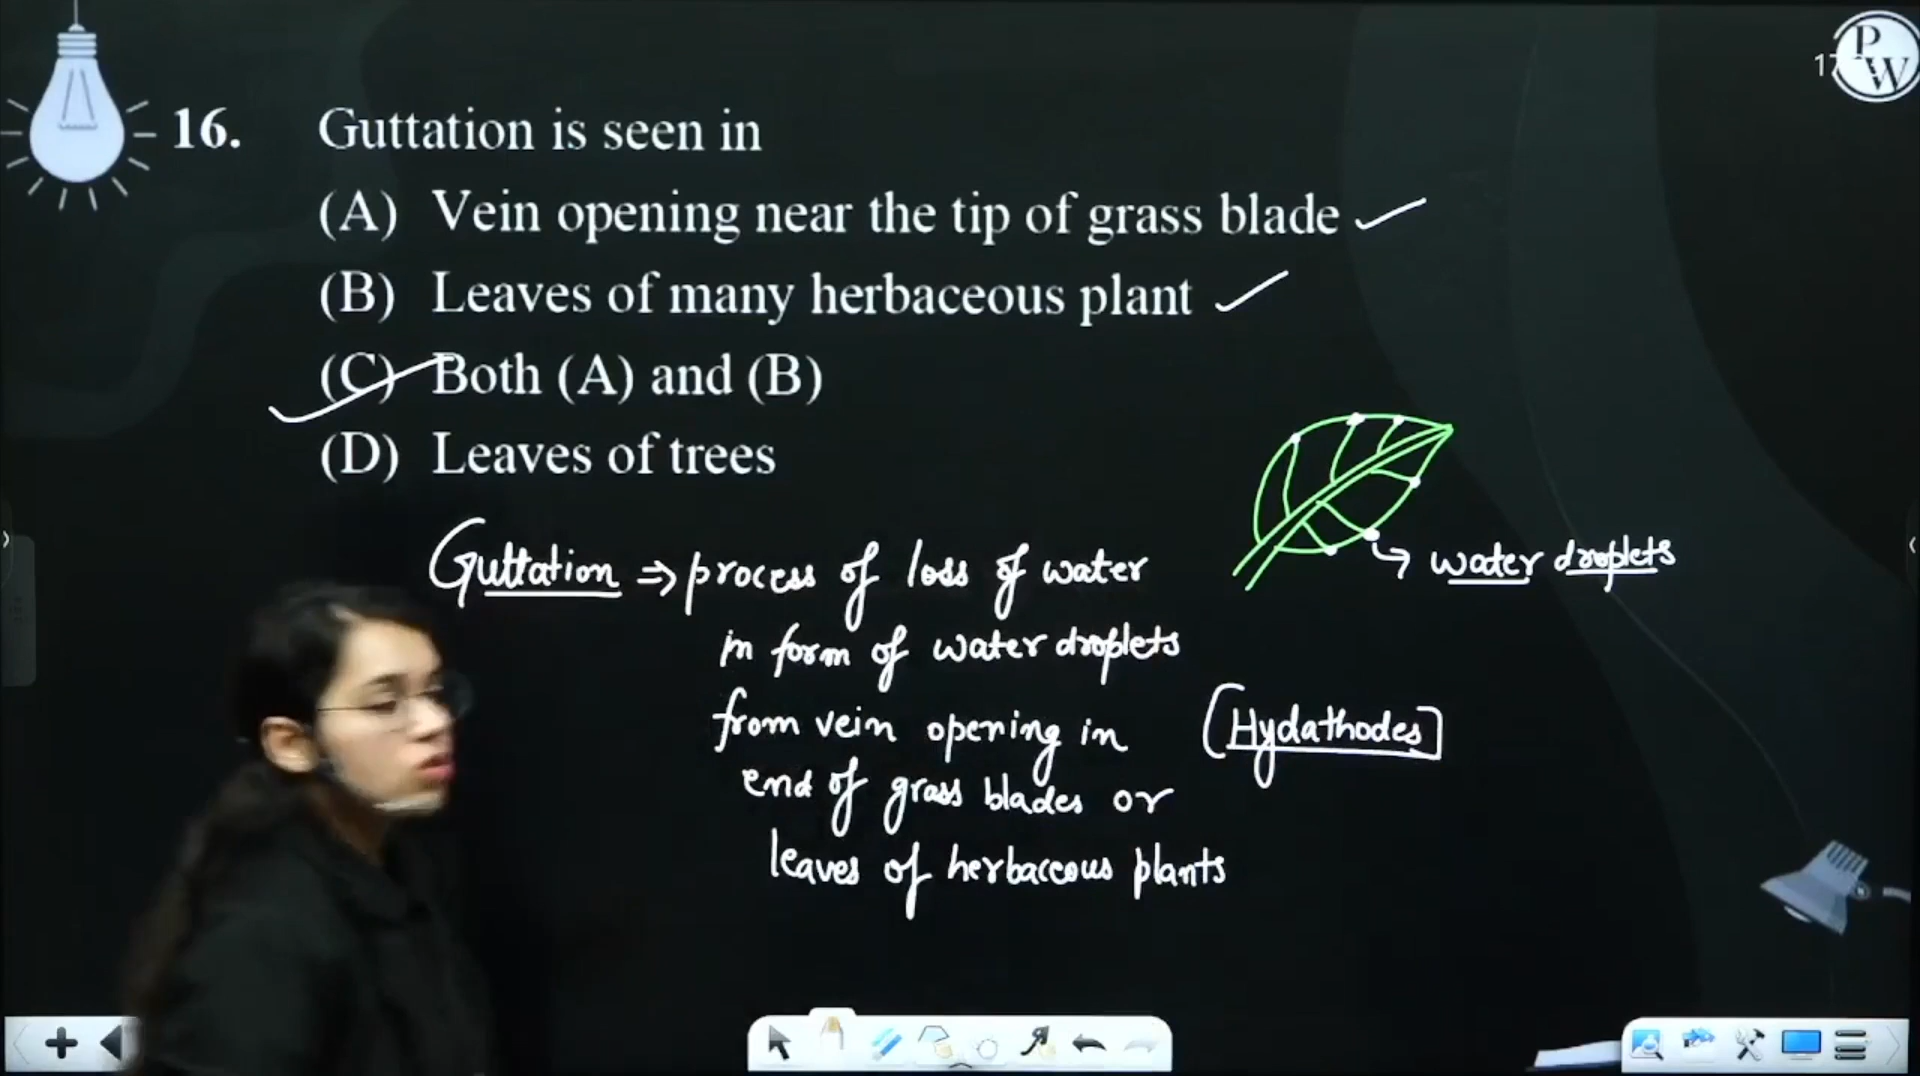 PW
17
16. Guttation is seen in
(A) Vein opening near the tip of grass blade
(B) Leaves of many herbaceous plant
(C) Both (A) and (B)
(D) Leaves of trees
Guttation ⇒ process of loss of water
in form of water droplets
from vein opening in [Hydathodes]
end of grass blades or
leaves of herbaceous plants
↳ water droplets